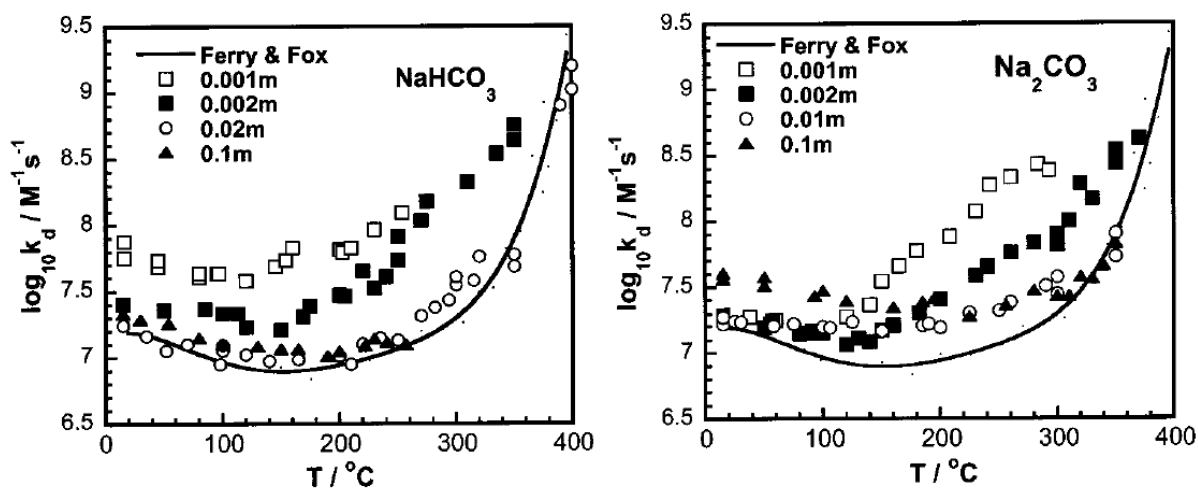 9.5
9
8.5
8
7.5
7
6.5
log10 kd / M-1s-1
Ferry & Fox
0.001m
0.002m
0.02m
0.1m
NaHCO3
0 100 200 300 400
T / °C
9.5
9
8.5
8
7.5
7
6.5
log10 kd / M-1s-1
Ferry & Fox
0.001m
0.002m
0.01m
0.1m
Na2CO3
0 100 200 300 400
T / °C